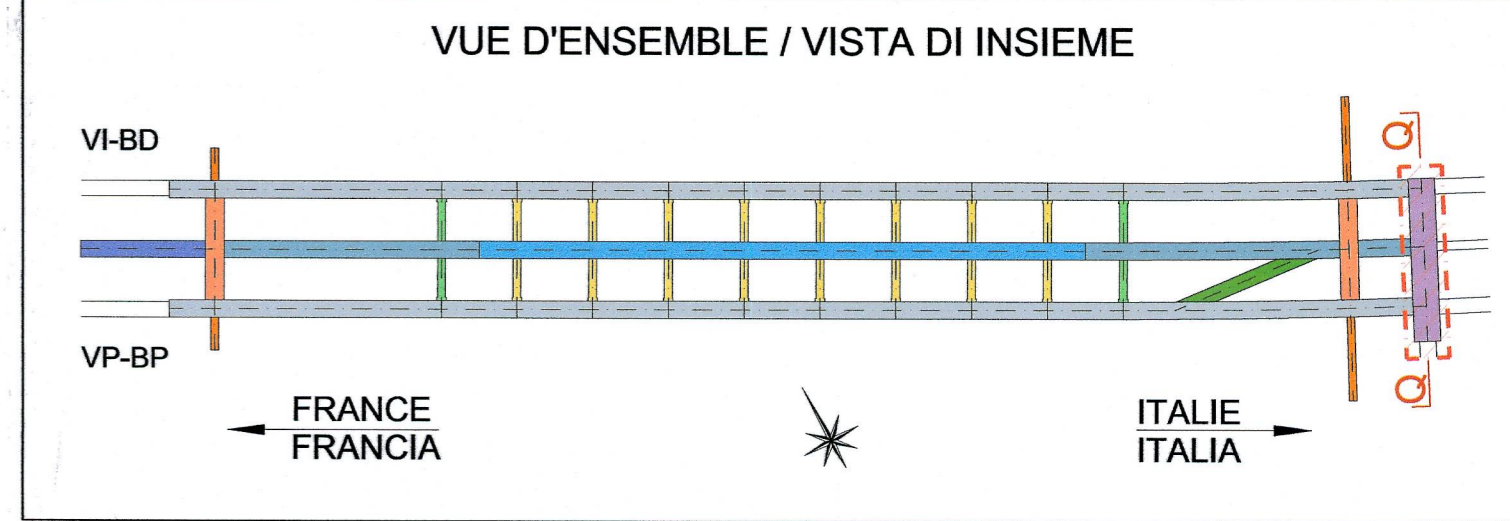 VUE D'ENSEMBLE / VISTA DI INSIEME
VI-BD
Q
VP-BP
Q
FRANCE
FRANCIA
ITALIE
ITALIA